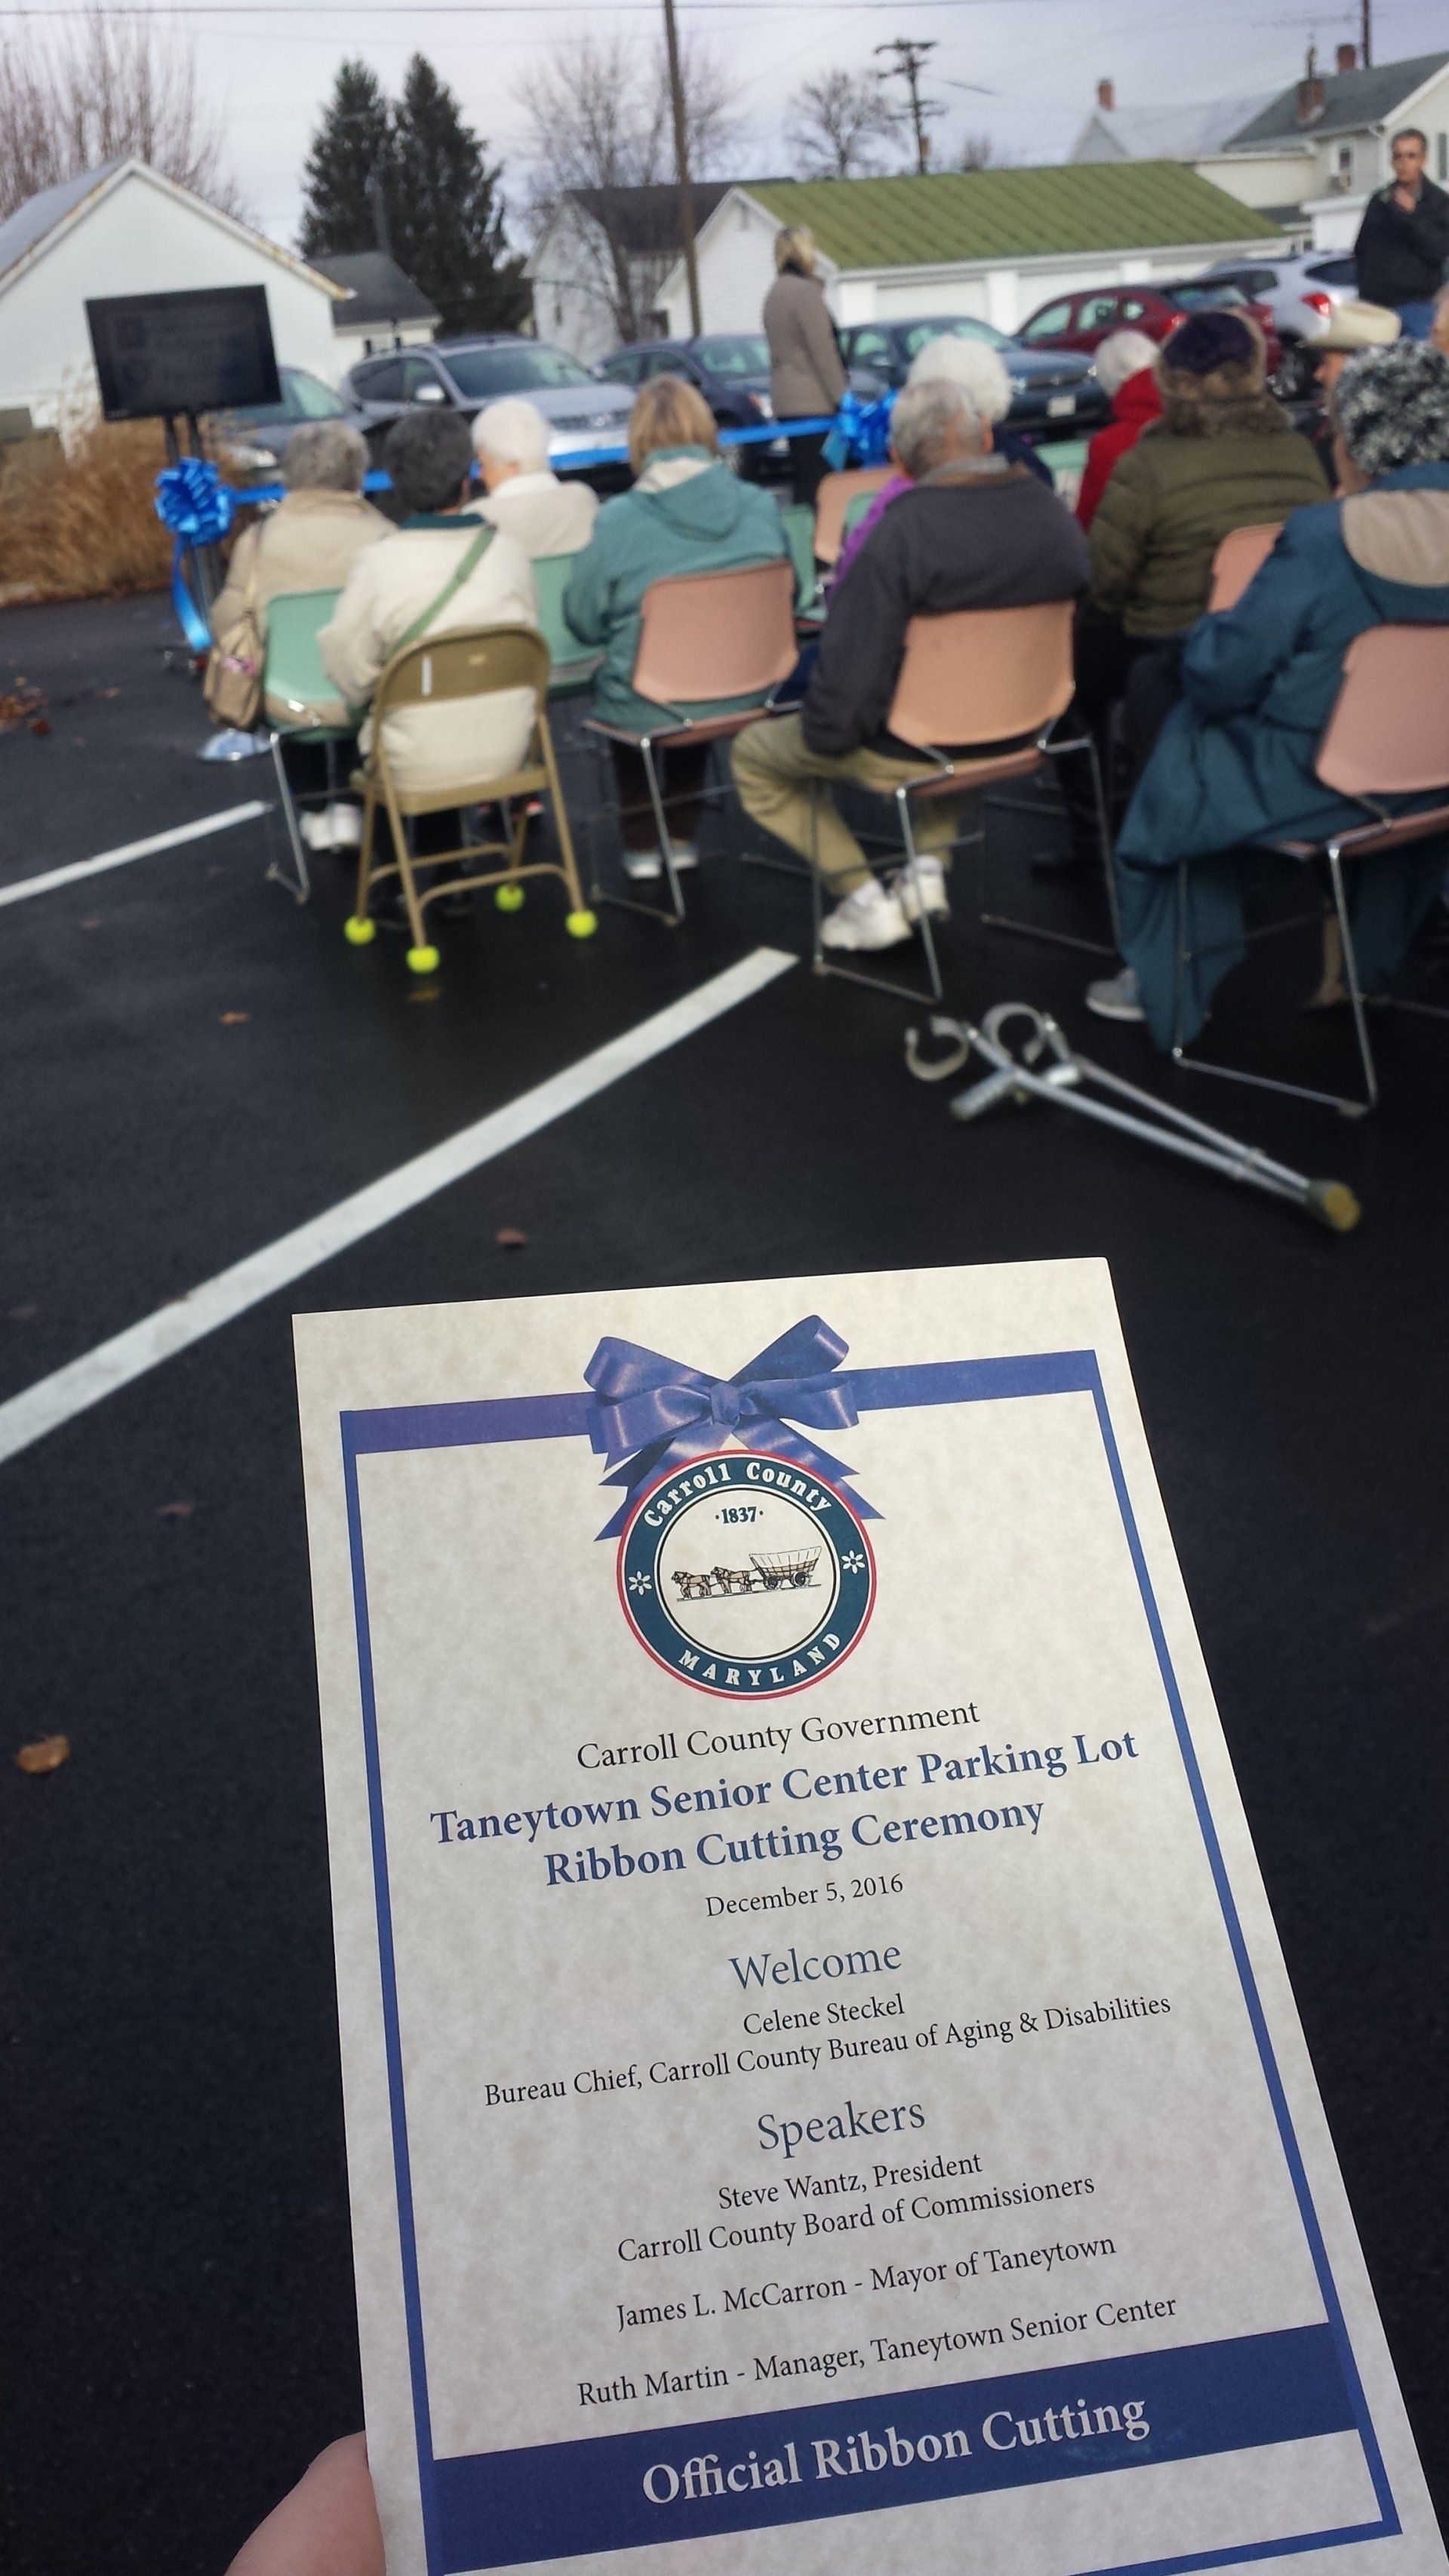 Carroll County
·1837·
MARYLAND
Carroll County Government
Taneytown Senior Center Parking Lot
Ribbon Cutting Ceremony
December 5, 2016
Welcome
Celene Steckel
Bureau Chief, Carroll County Bureau of Aging & Disabilities
Speakers
Steve Wantz, President
Carroll County Board of Commissioners
James L. McCarron - Mayor of Taneytown
Ruth Martin - Manager, Taneytown Senior Center
Official Ribbon Cutting